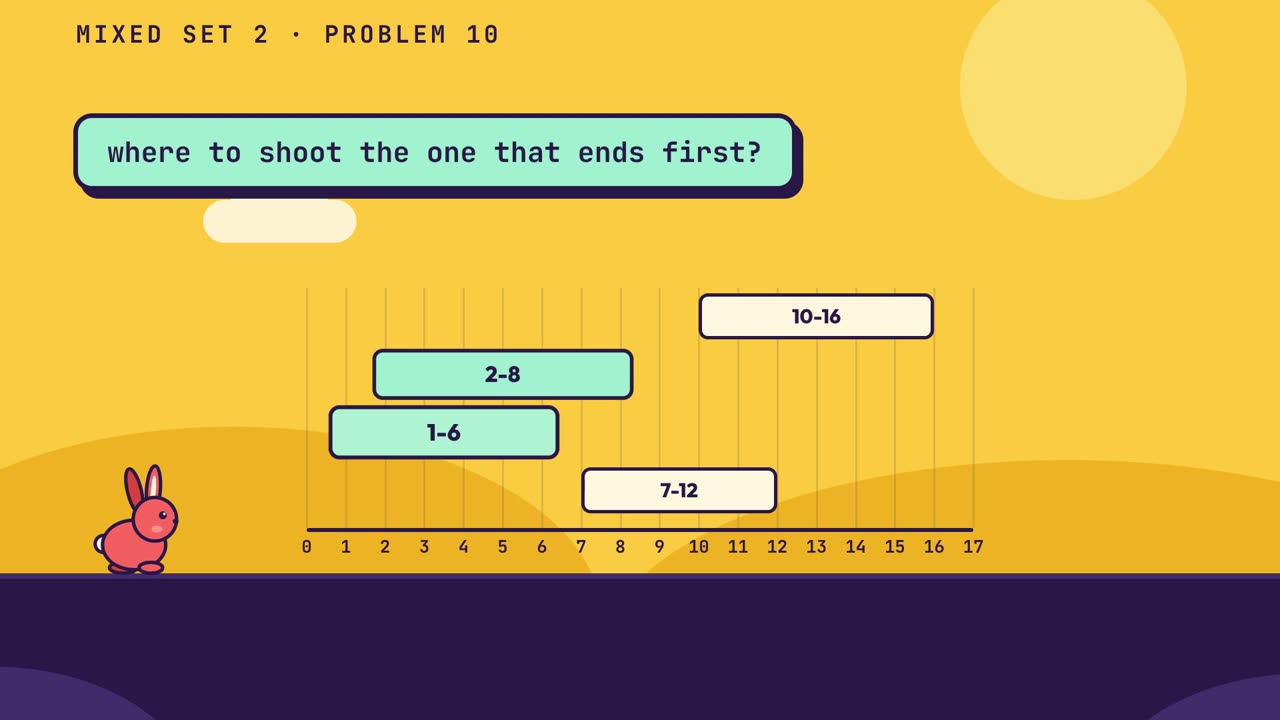 MIXED SET 2 · PROBLEM 10
where to shoot the one that ends first?
10-16
2-8
1-6
7-12
0 1 2 3 4 5 6 7 8 9 10 11 12 13 14 15 16 17